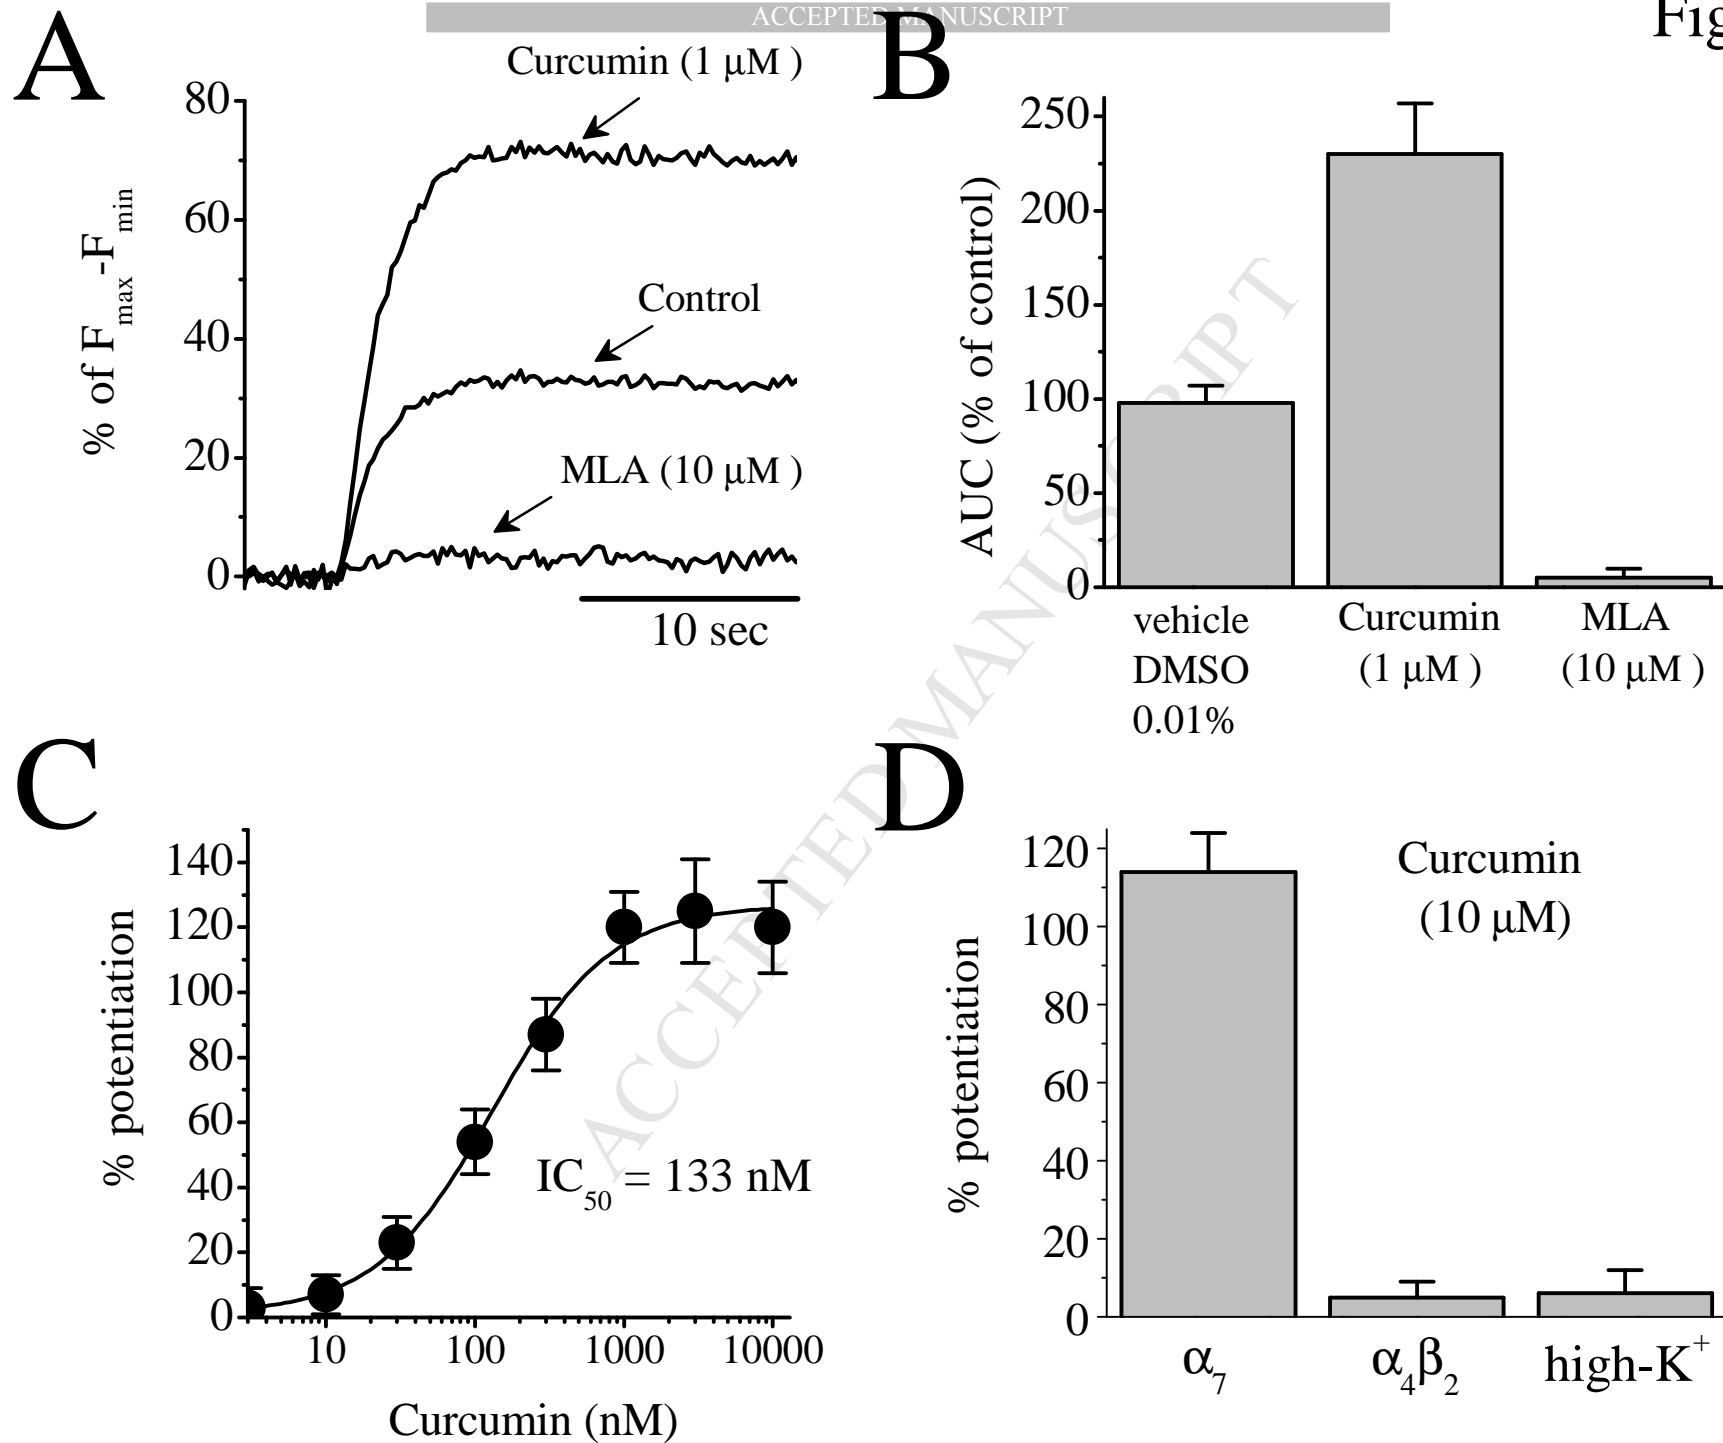 ACCEPTED MANUSCRIPT
Fig
A
Curcumin (1 μM )
80
60
40
20
0
% of Fmax-Fmin
Control
MLA (10 μM )
10 sec
B
250
200
150
100
50
0
AUC (% of control)
vehicle
DMSO
0.01%
Curcumin
(1 μM )
MLA
(10 μM )
C
140
120
100
80
60
40
20
0
% potentiation
IC50 = 133 nM
10 100 1000 10000
Curcumin (nM)
D
120
100
80
60
40
20
0
% potentiation
Curcumin
(10 μM)
α7 α4β2 high-K+
ACCEPTED MANUSCRIPT